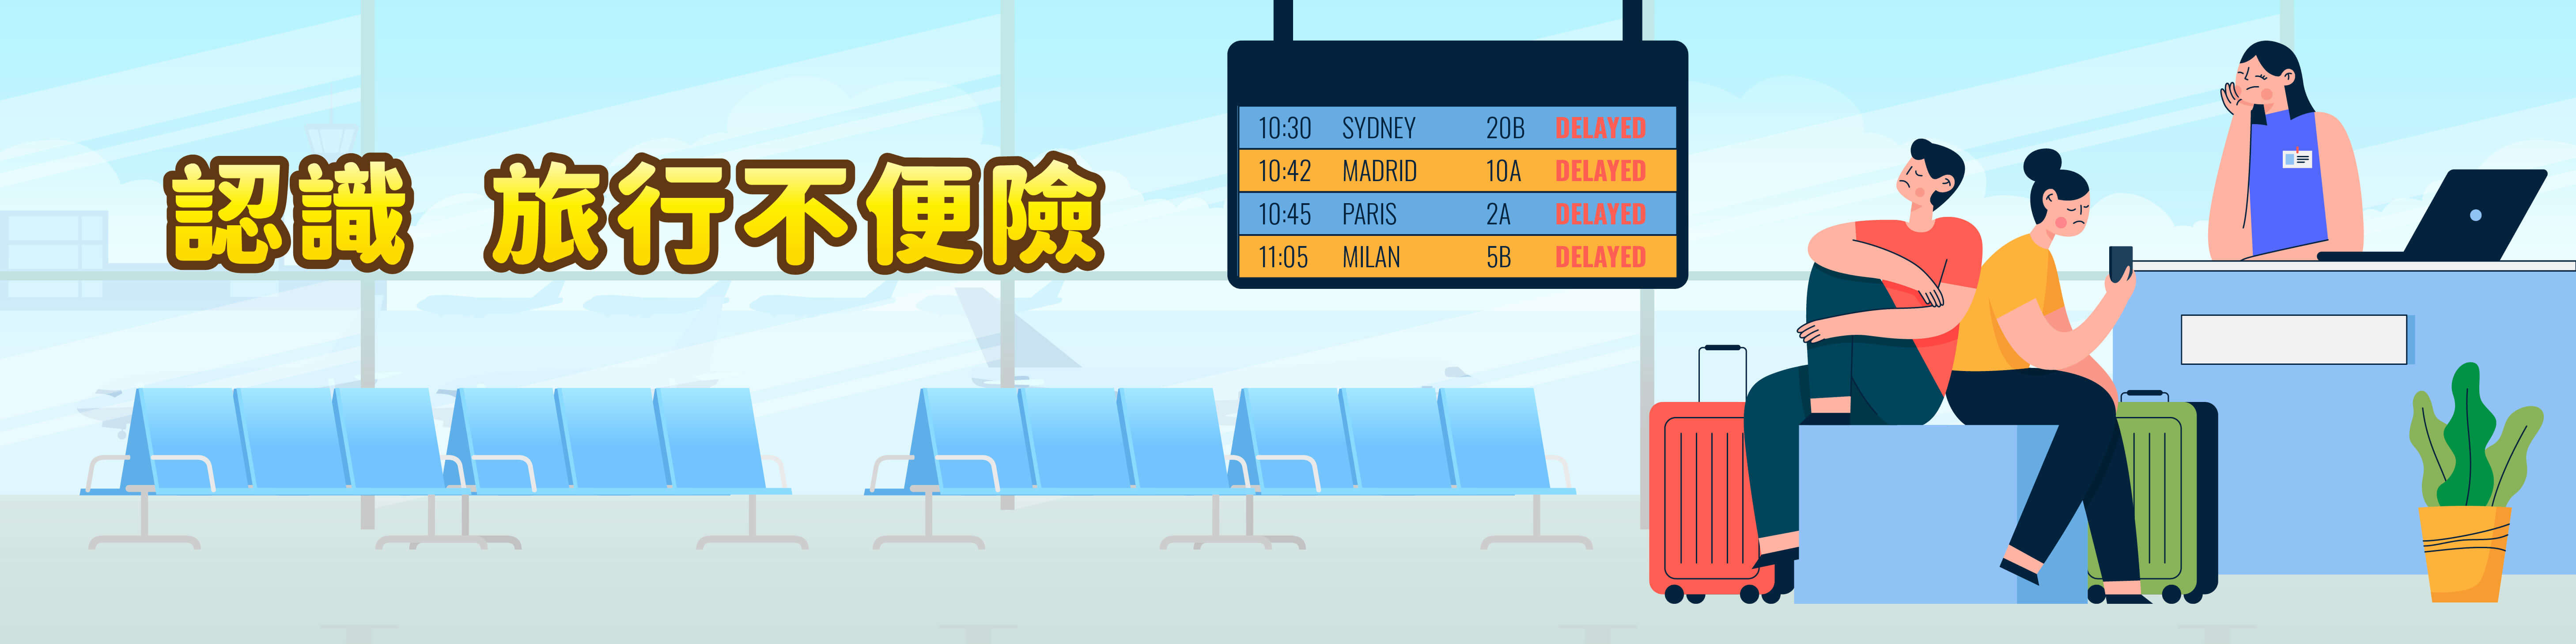 認識 旅行不便險
10:30 SYDNEY 20B DELAYED
10:42 MADRID 10A DELAYED
10:45 PARIS 2A DELAYED
11:05 MILAN 5B DELAYED